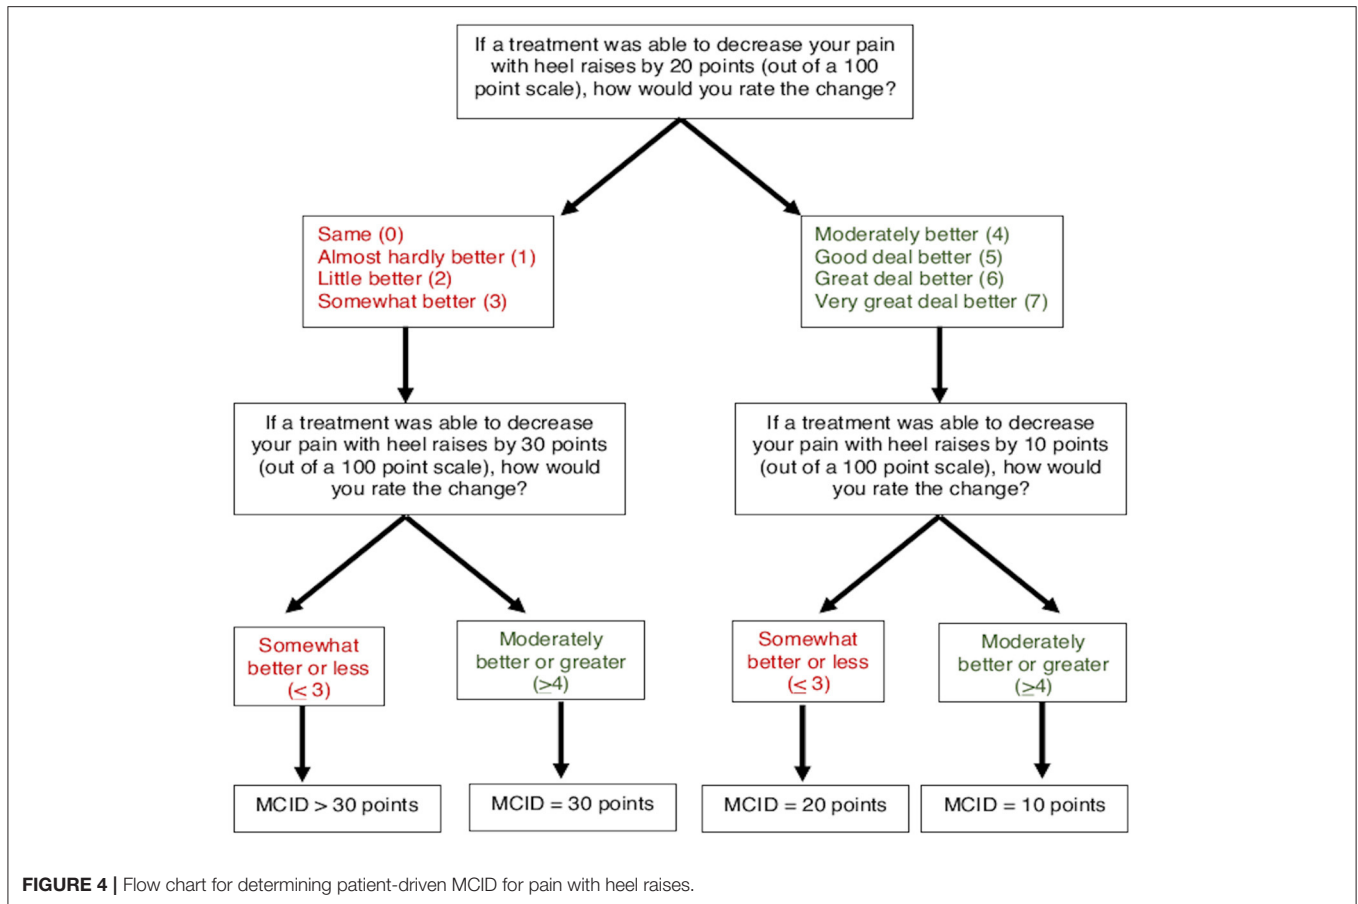 If a treatment was able to decrease your pain
with heel raises by 20 points (out of a 100
point scale), how would you rate the change?
Same (0)
Almost hardly better (1)
Little better (2)
Somewhat better (3)
Moderately better (4)
Good deal better (5)
Great deal better (6)
Very great deal better (7)
If a treatment was able to decrease
your pain with heel raises by 30 points
(out of a 100 point scale), how would
you rate the change?
If a treatment was able to decrease
your pain with heel raises by 10 points
(out of a 100 point scale), how would
you rate the change?
Somewhat
better or less
(≤ 3)
Moderately
better or greater
(≥4)
Somewhat
better or less
(≤ 3)
Moderately
better or greater
(≥4)
MCID > 30 points
MCID = 30 points
MCID = 20 points
MCID = 10 points
FIGURE 4 | Flow chart for determining patient-driven MCID for pain with heel raises.